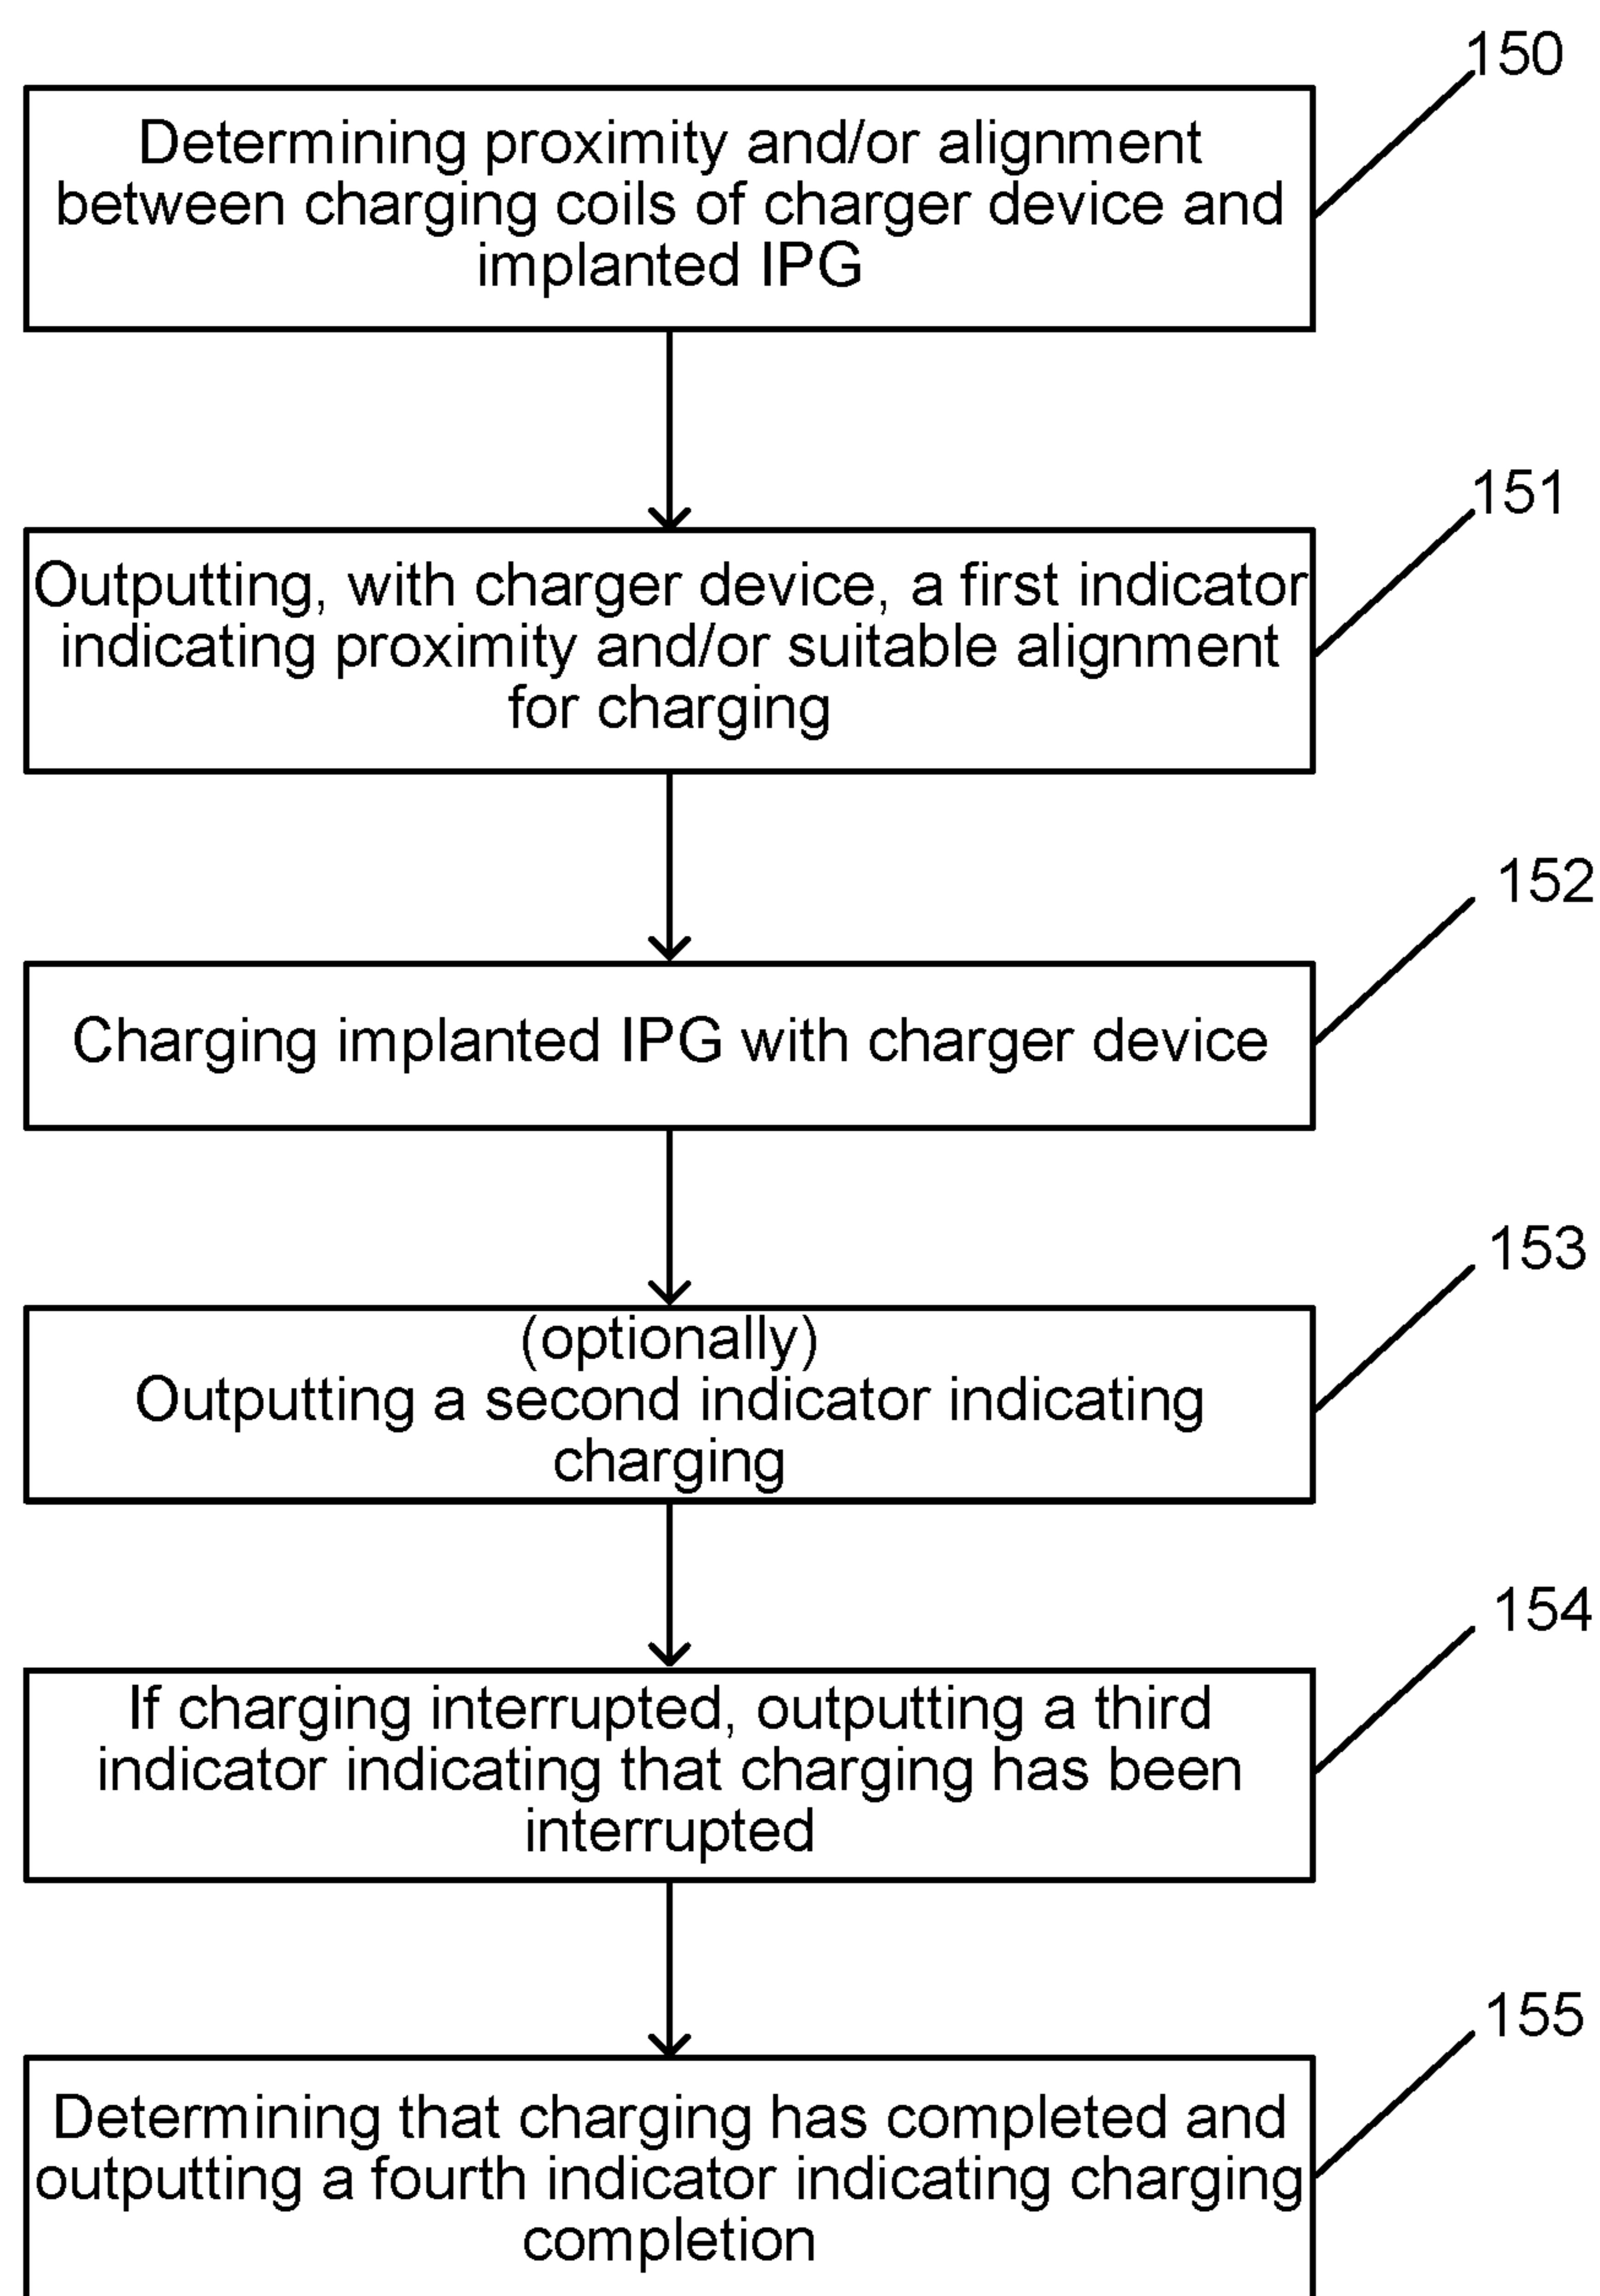 150
Determining proximity and/or alignment
between charging coils of charger device and
implanted IPG
151
Outputting, with charger device, a first indicator
indicating proximity and/or suitable alignment
for charging
152
Charging implanted IPG with charger device
153
(optionally)
Outputting a second indicator indicating
charging
154
If charging interrupted, outputting a third
indicator indicating that charging has been
interrupted
155
Determining that charging has completed and
outputting a fourth indicator indicating charging
completion